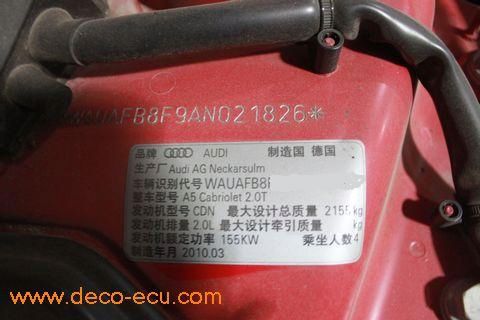 WAUAFB8F9AN021826*
品牌 AUDI 制造国 德国
生产厂 Audi AG Neckarsulm
车辆识别代号 WAUAFB8F
整车型号 A5 Cabriolet 2.0T
发动机型号 CDN 最大设计总质量 2155 kg
发动机排量 2.0L 最大设计牵引质量 kg
发动机额定功率 155KW 乘坐人数 4
制造年月 2010.03
www.deco-ecu.com